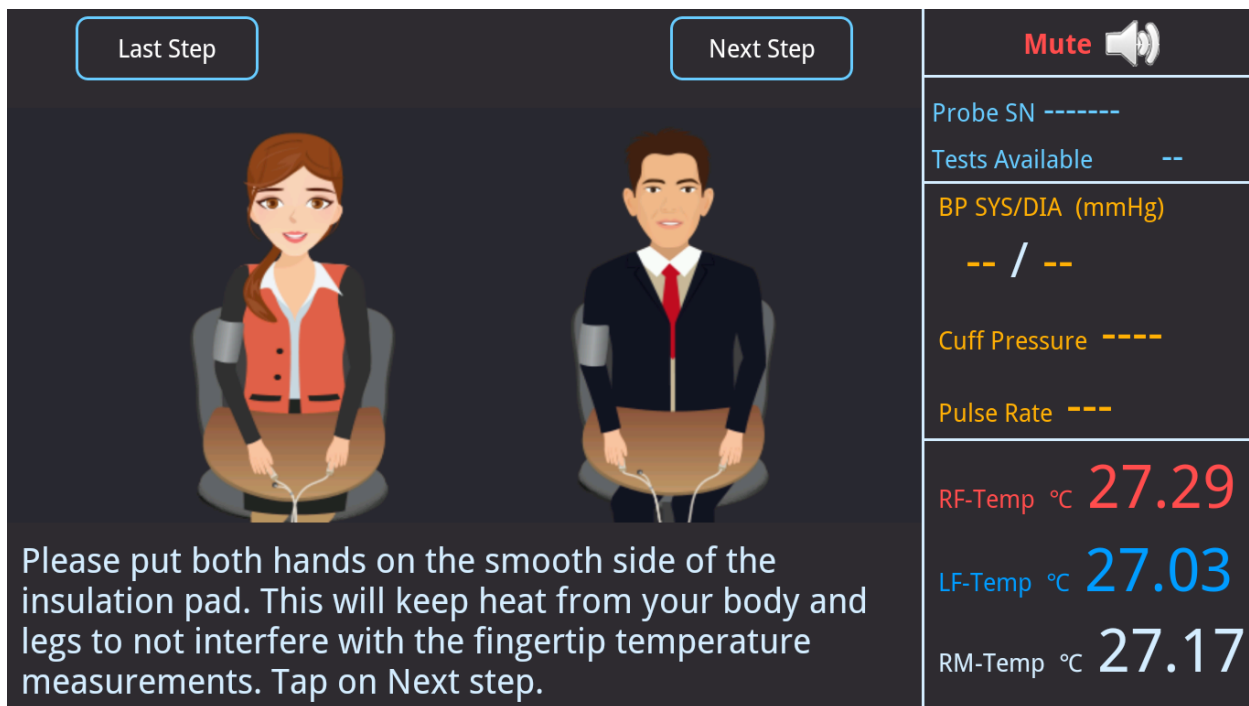 Last Step
Next Step
Please put both hands on the smooth side of the
insulation pad. This will keep heat from your body and
legs to not interfere with the fingertip temperature
measurements. Tap on Next step.
Mute
Probe SN -------
Tests Available --
BP SYS/DIA (mmHg)
-- / --
Cuff Pressure ----
Pulse Rate ---
RF-Temp °C 27.29
LF-Temp °C 27.03
RM-Temp °C 27.17